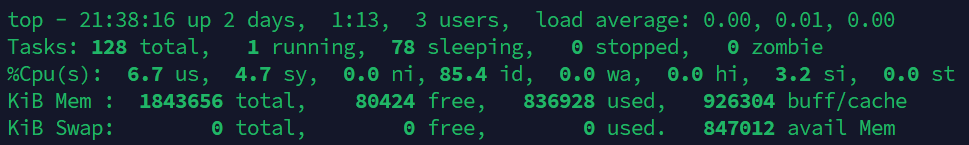 top - 21:38:16 up 2 days,  1:13,  3 users,  load average: 0.00, 0.01, 0.00
Tasks: 128 total,   1 running,  78 sleeping,   0 stopped,   0 zombie
%Cpu(s):  6.7 us,  4.7 sy,  0.0 ni, 85.4 id,  0.0 wa,  0.0 hi,  3.2 si,  0.0 st
KiB Mem :  1843656 total,    80424 free,   836928 used,   926304 buff/cache
KiB Swap:        0 total,        0 free,        0 used.   847012 avail Mem